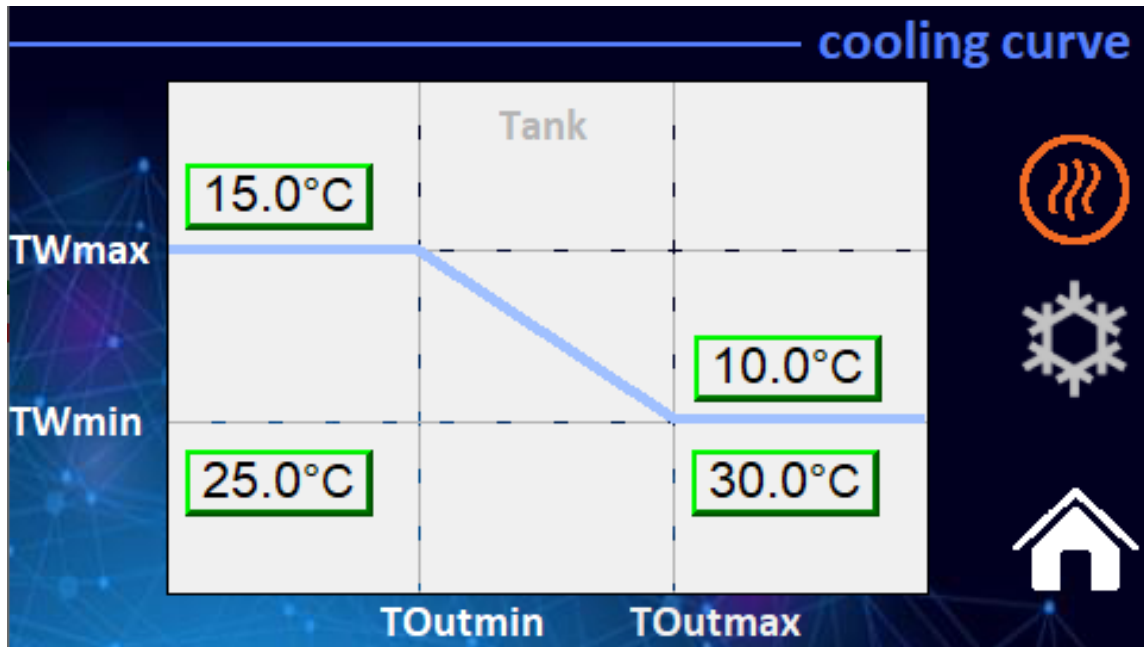 cooling curve
Tank
15.0°C
TWmax
10.0°C
TWmin
25.0°C
30.0°C
TOutmin
TOutmax